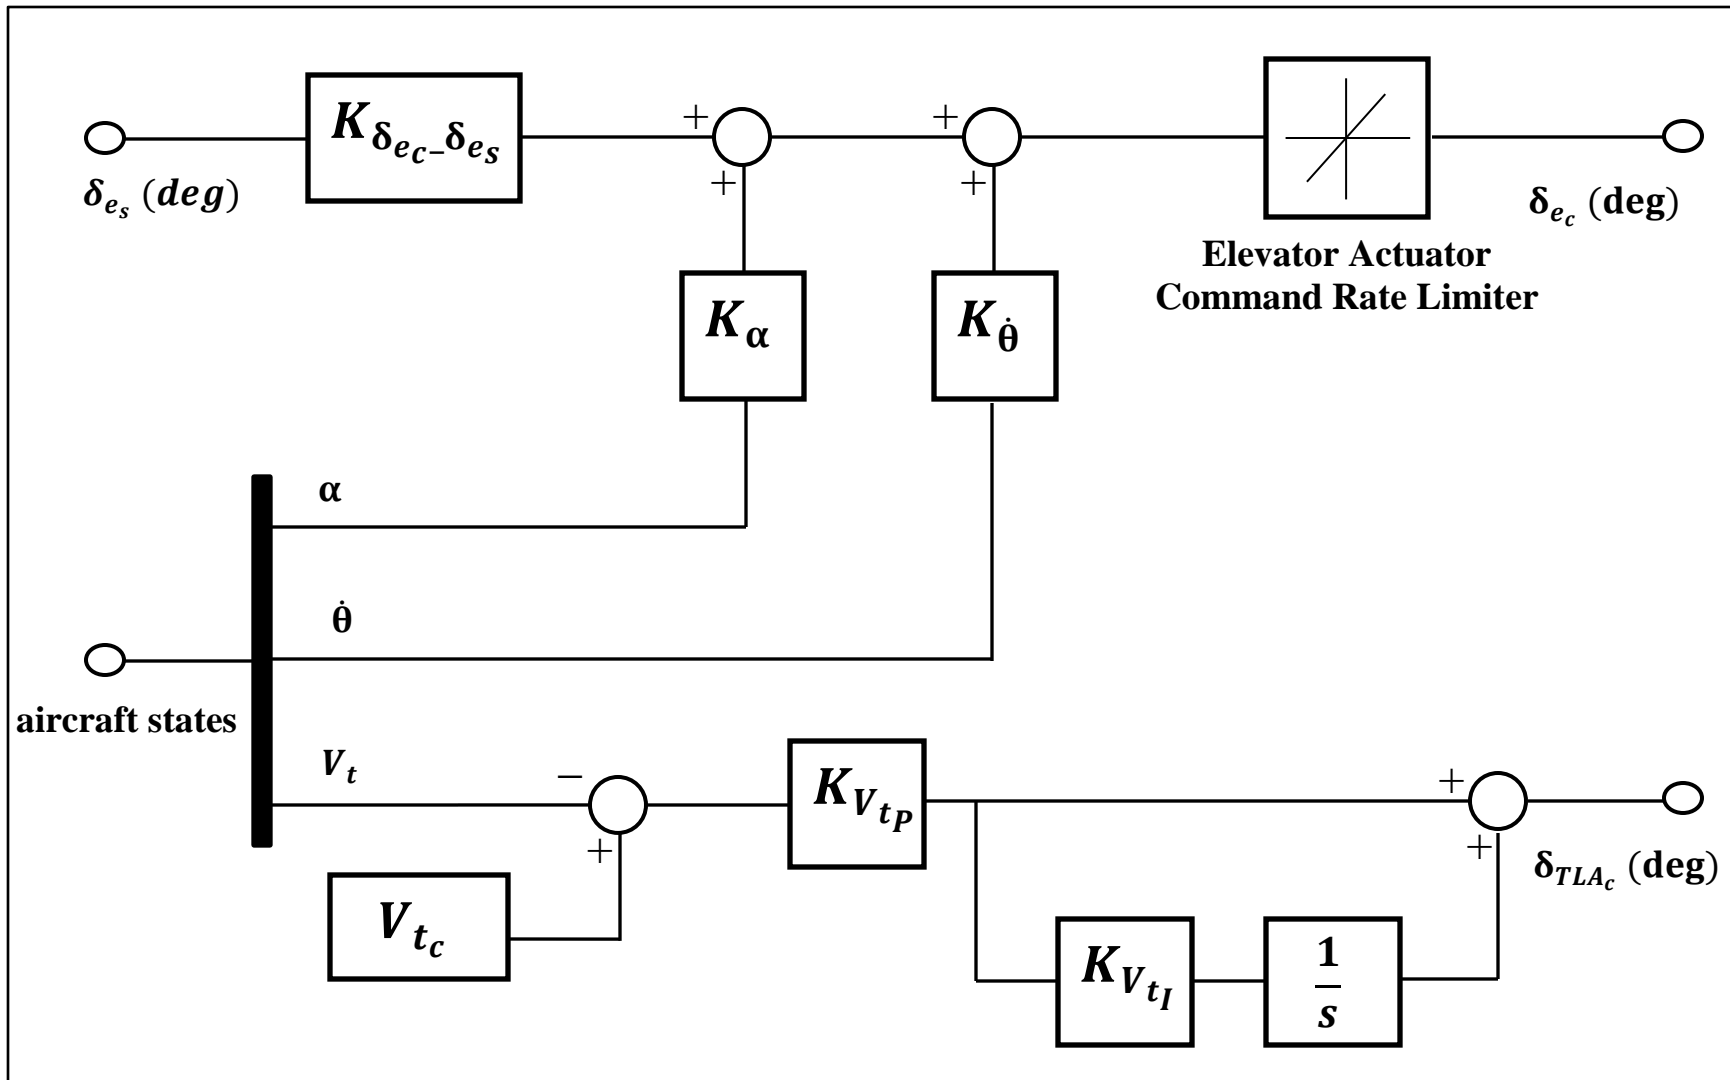 K_{δ_{e_c}_δ_{e_s}}
+
+
δ_{e_s} (deg)
+
+
δ_{e_c} (deg)
Elevator Actuator
Command Rate Limiter
K_α
K_θ̇
α
θ̇
aircraft states
V_t
−
+
K_{V_{t_P}}
+
+
δ_{TLA_c} (deg)
V_{t_c}
K_{V_{t_I}}
1
s